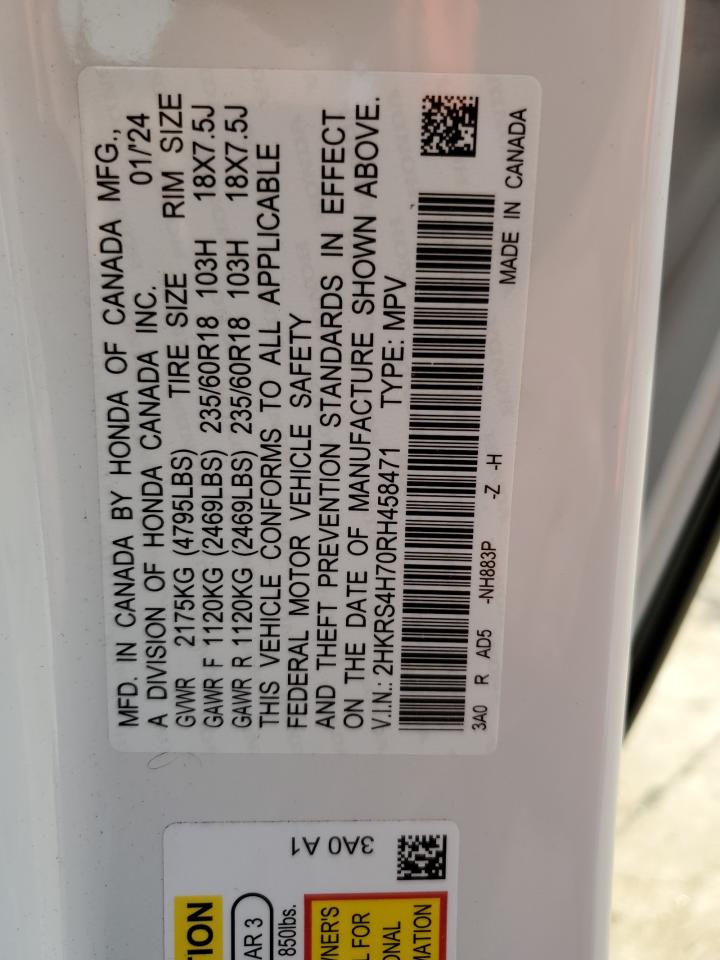 MFD. IN CANADA BY HONDA OF CANADA MFG.,
A DIVISION OF HONDA CANADA INC. 01/'24
GVWR 2175KG (4795LBS) TIRE SIZE RIM SIZE
GAWR F 1120KG (2469LBS) 235/60R18 103H 18X7.5J
GAWR R 1120KG (2469LBS) 235/60R18 103H 18X7.5J
THIS VEHICLE CONFORMS TO ALL APPLICABLE
FEDERAL MOTOR VEHICLE SAFETY
AND THEFT PREVENTION STANDARDS IN EFFECT
ON THE DATE OF MANUFACTURE SHOWN ABOVE.
V.I.N.: 2HKRS4H70RH458471 TYPE: MPV
3A0 R AD5 -NH883P -Z -H
MADE IN CANADA
3A0 A1
TION
AR 3
850lbs.
WNER'S
L FOR
ONAL
MATION